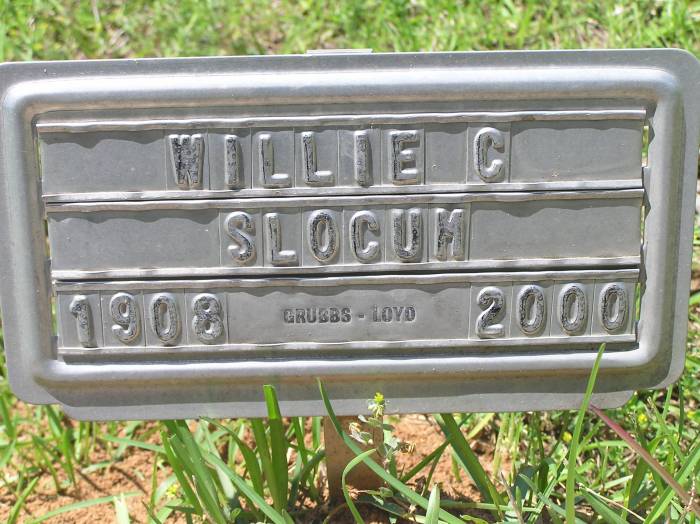 WILLIE C
SLOCUM
1908 GRUBBS - LOYD 2000